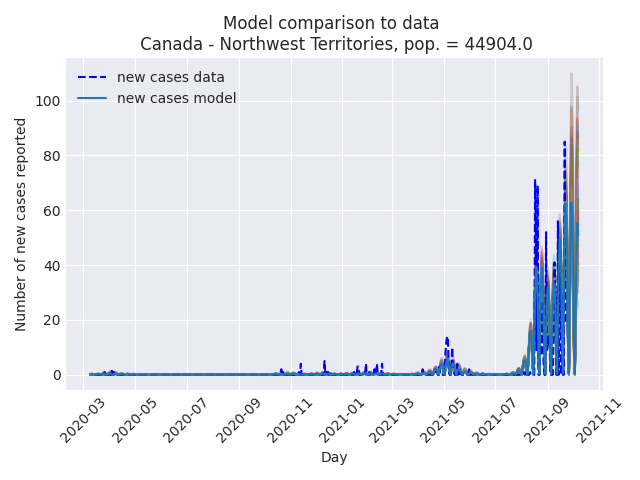 Model comparison to data
Canada - Northwest Territories, pop. = 44904.0
new cases data
new cases model
Number of new cases reported
100
80
60
40
20
0
2020-03
2020-05
2020-07
2020-09
2020-11
2021-01
2021-03
2021-05
2021-07
2021-09
2021-11
Day